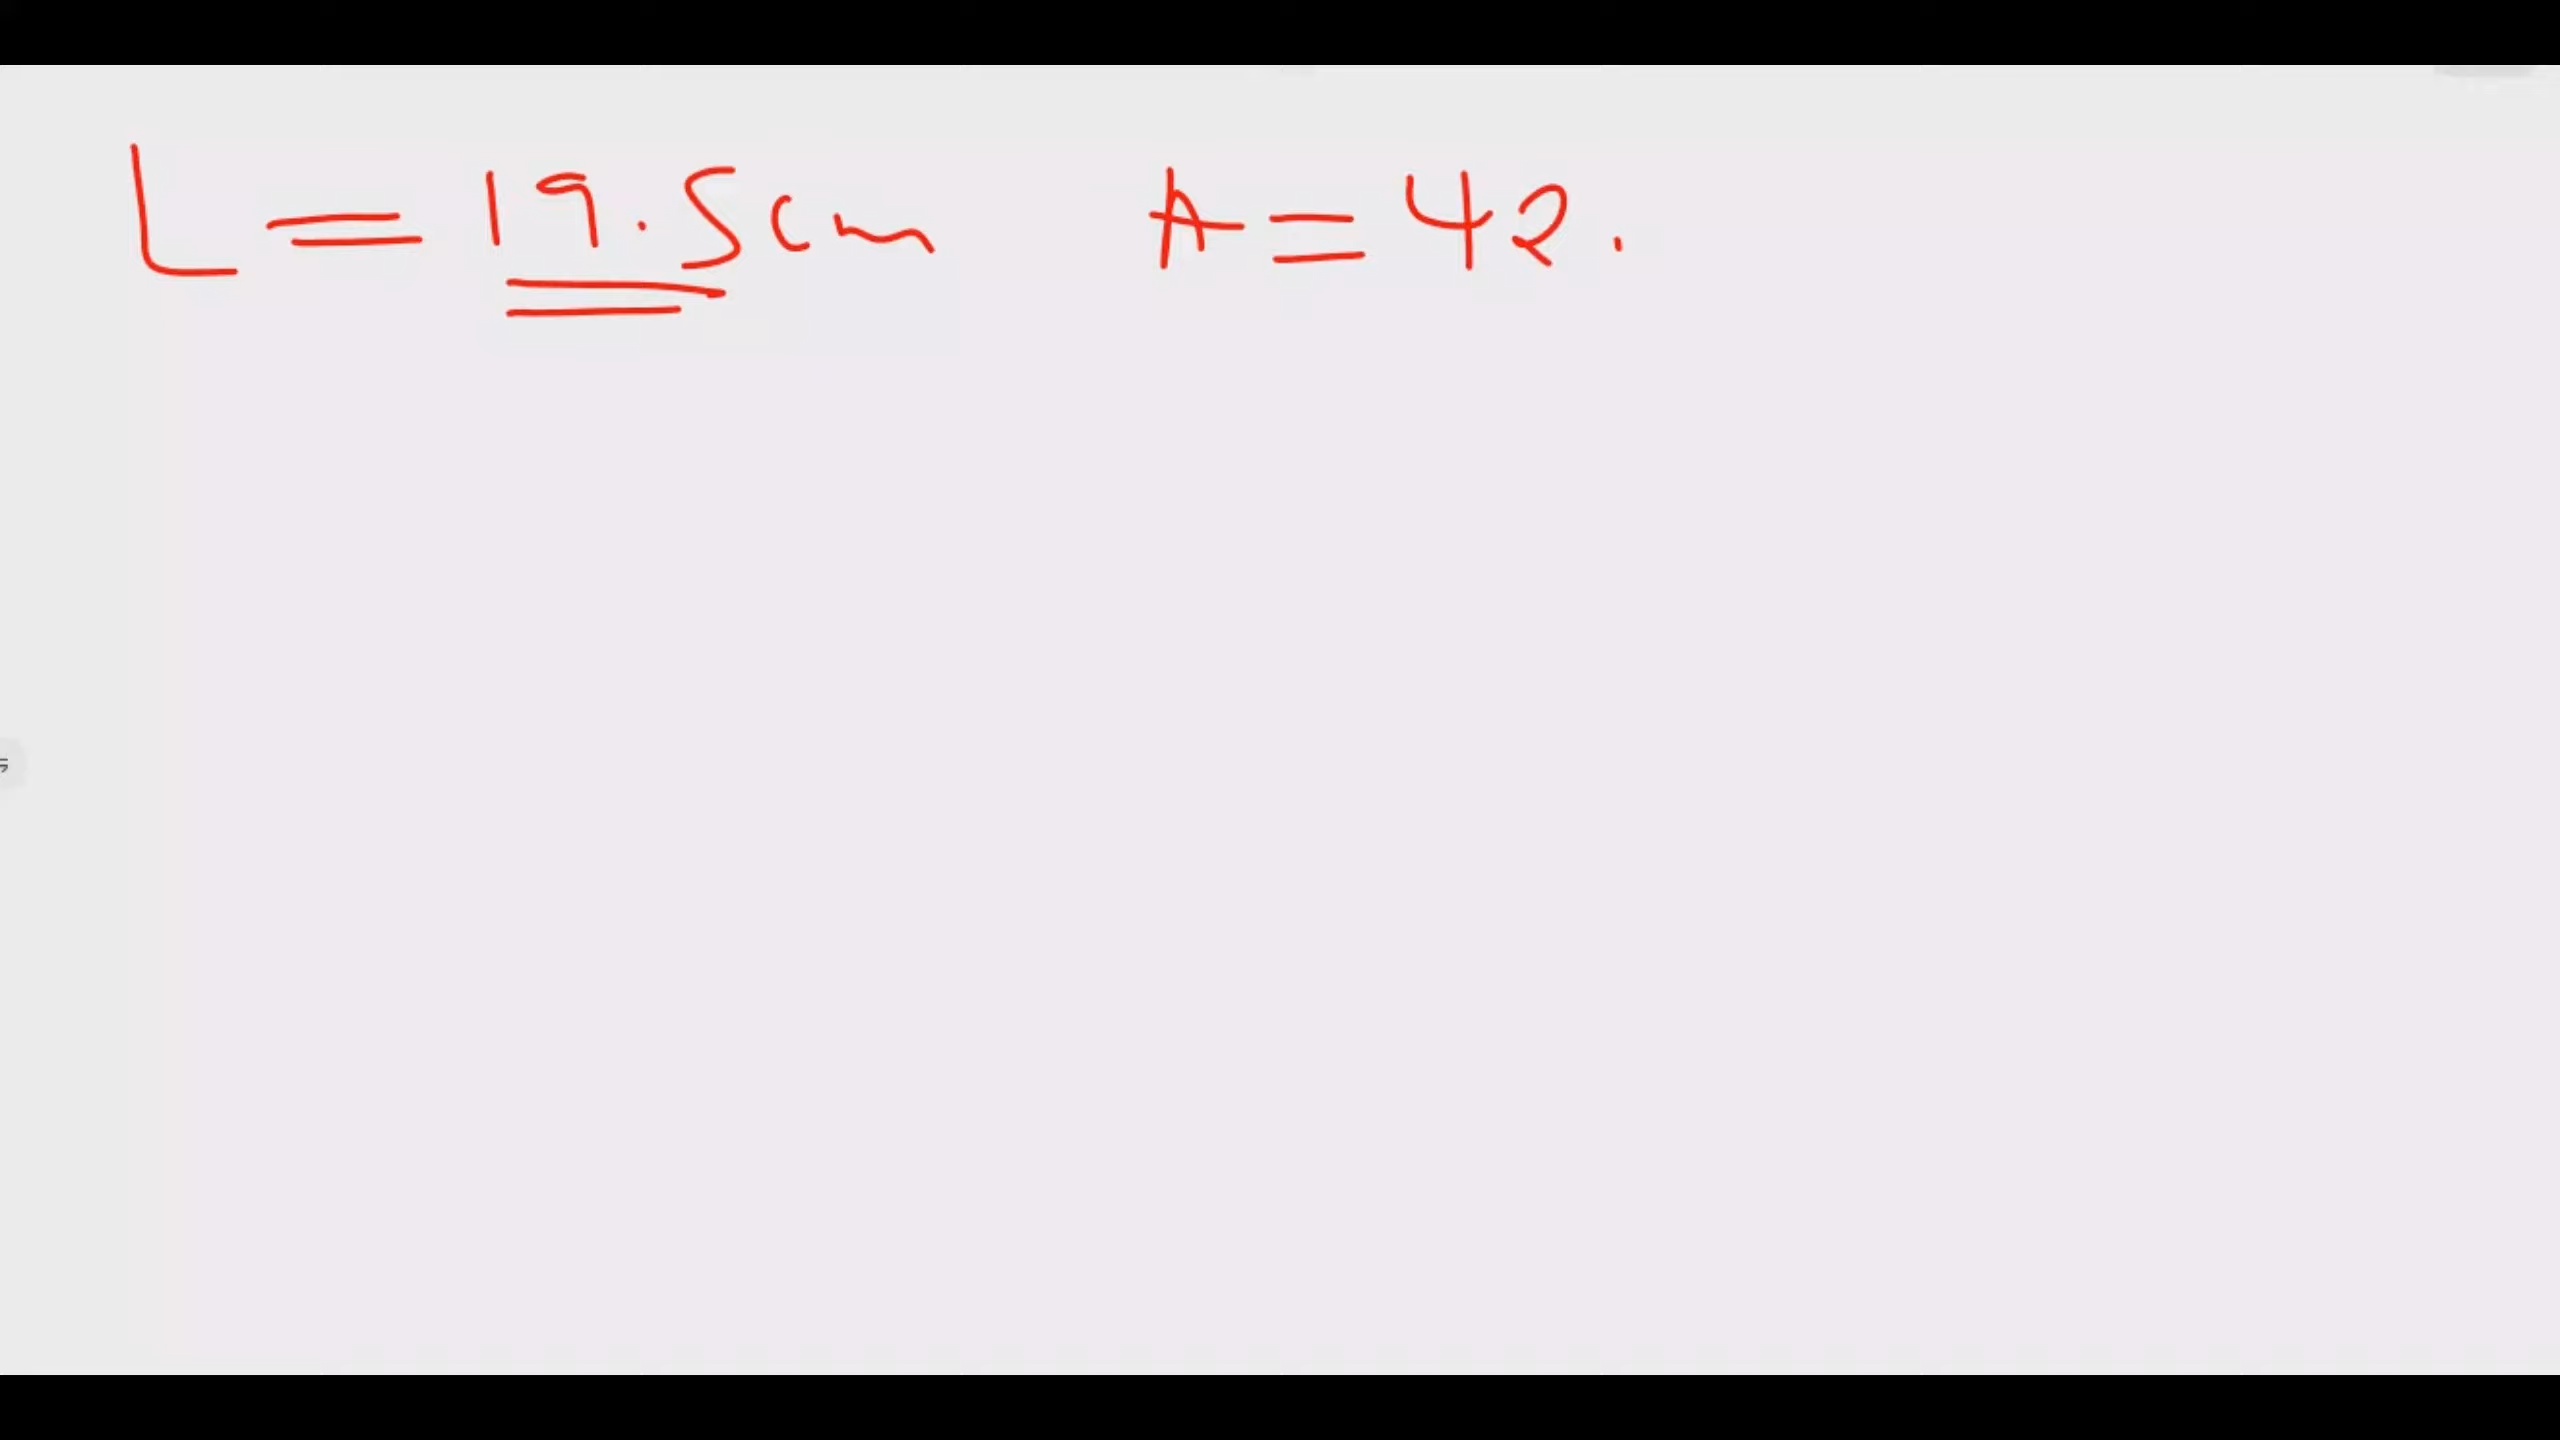 L = 19.5cm A = 42.